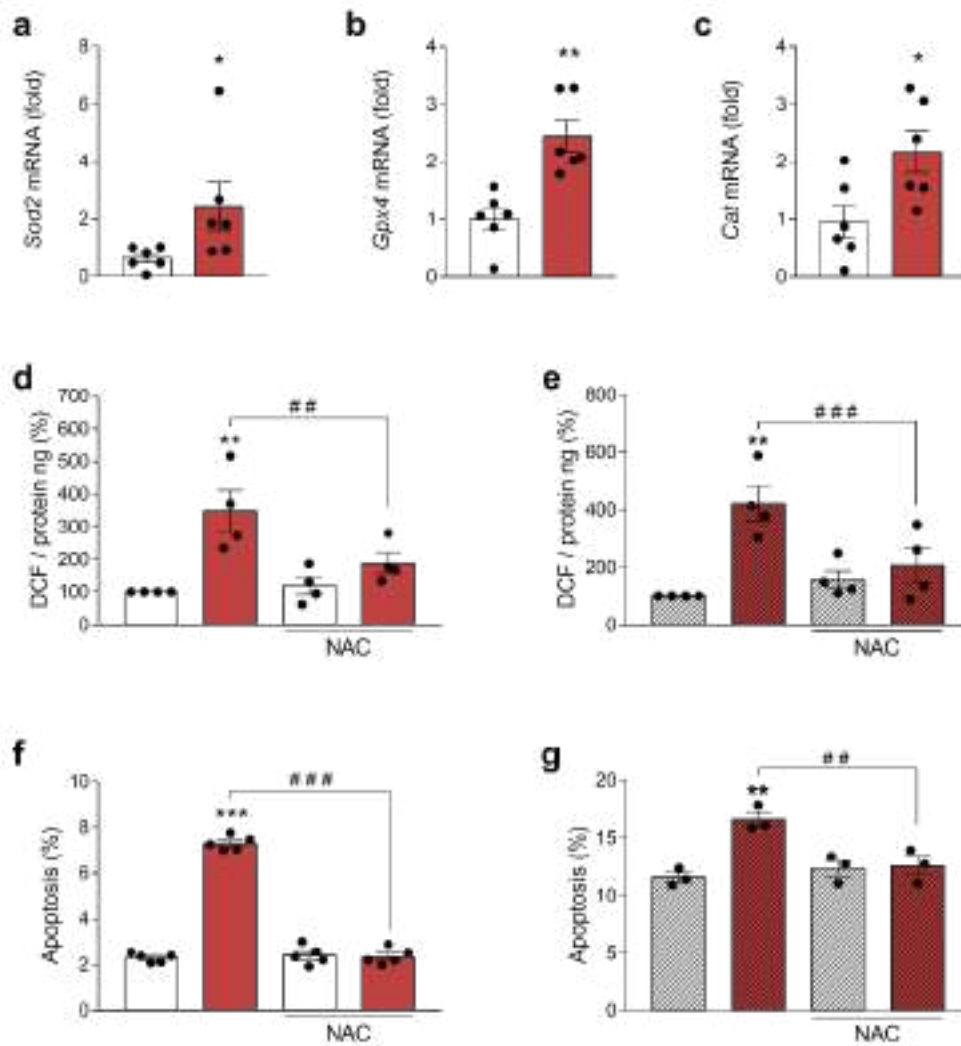 a
b
c
Sod2 mRNA (fold)
8
6
4
2
0
*
Gpx4 mRNA (fold)
4
3
2
1
0
**
Cat mRNA (fold)
4
3
2
1
0
*
d
e
DCF / protein ng (%)
700
600
500
400
300
200
100
0
**
##
NAC
DCF / protein ng (%)
800
600
400
200
0
**
###
NAC
f
g
Apoptosis (%)
10
8
6
4
2
0
***
###
NAC
Apoptosis (%)
20
15
10
5
0
**
##
NAC